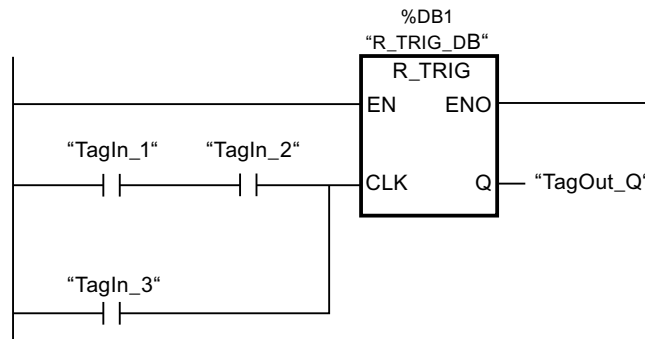 %DB1
“R_TRIG_DB“
R_TRIG
EN ENO
“TagIn_1“ “TagIn_2“
CLK Q “TagOut_Q“
“TagIn_3“